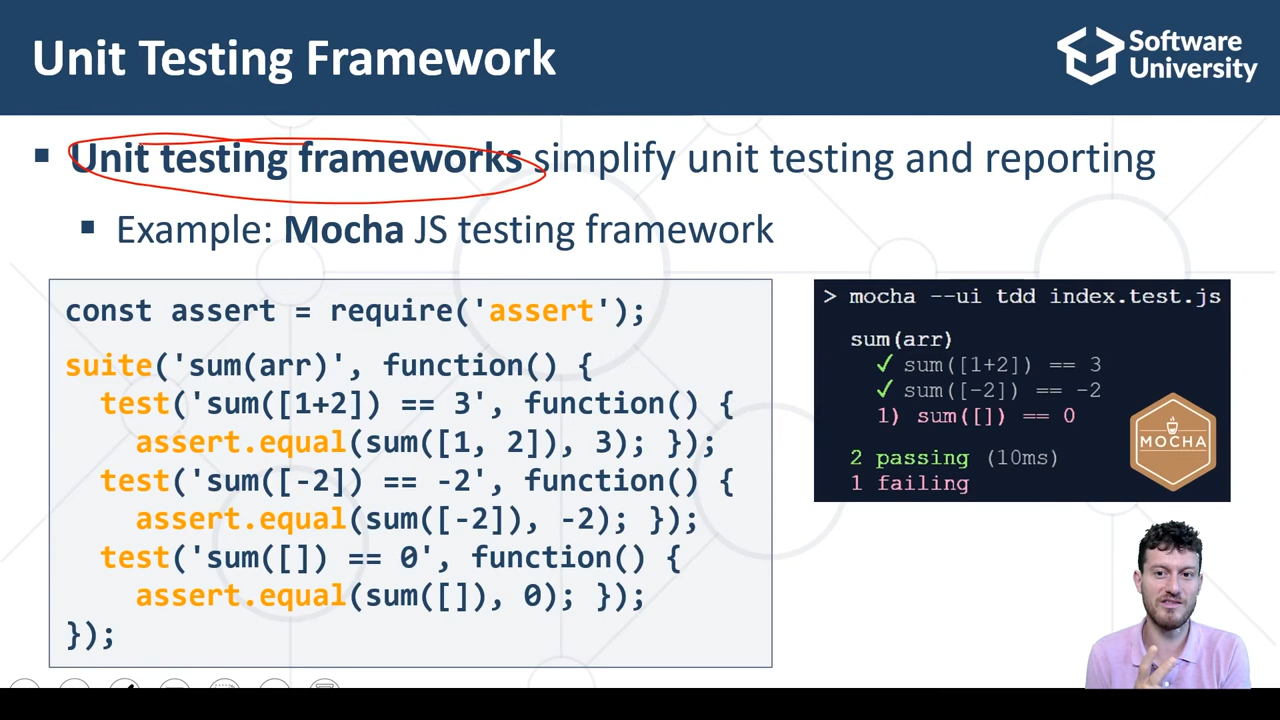 Unit Testing Framework
Software
University
▪ Unit testing frameworks simplify unit testing and reporting
▪ Example: Mocha JS testing framework
const assert = require('assert');
suite('sum(arr)', function() {
test('sum([1+2]) == 3', function() {
assert.equal(sum([1, 2]), 3); });
test('sum([-2]) == -2', function() {
assert.equal(sum([-2]), -2); });
test('sum([]) == 0', function() {
assert.equal(sum([]), 0); });
});
> mocha --ui tdd index.test.js
sum(arr)
✓ sum([1+2]) == 3
✓ sum([-2]) == -2
1) sum([]) == 0
2 passing (10ms)
1 failing
MOCHA